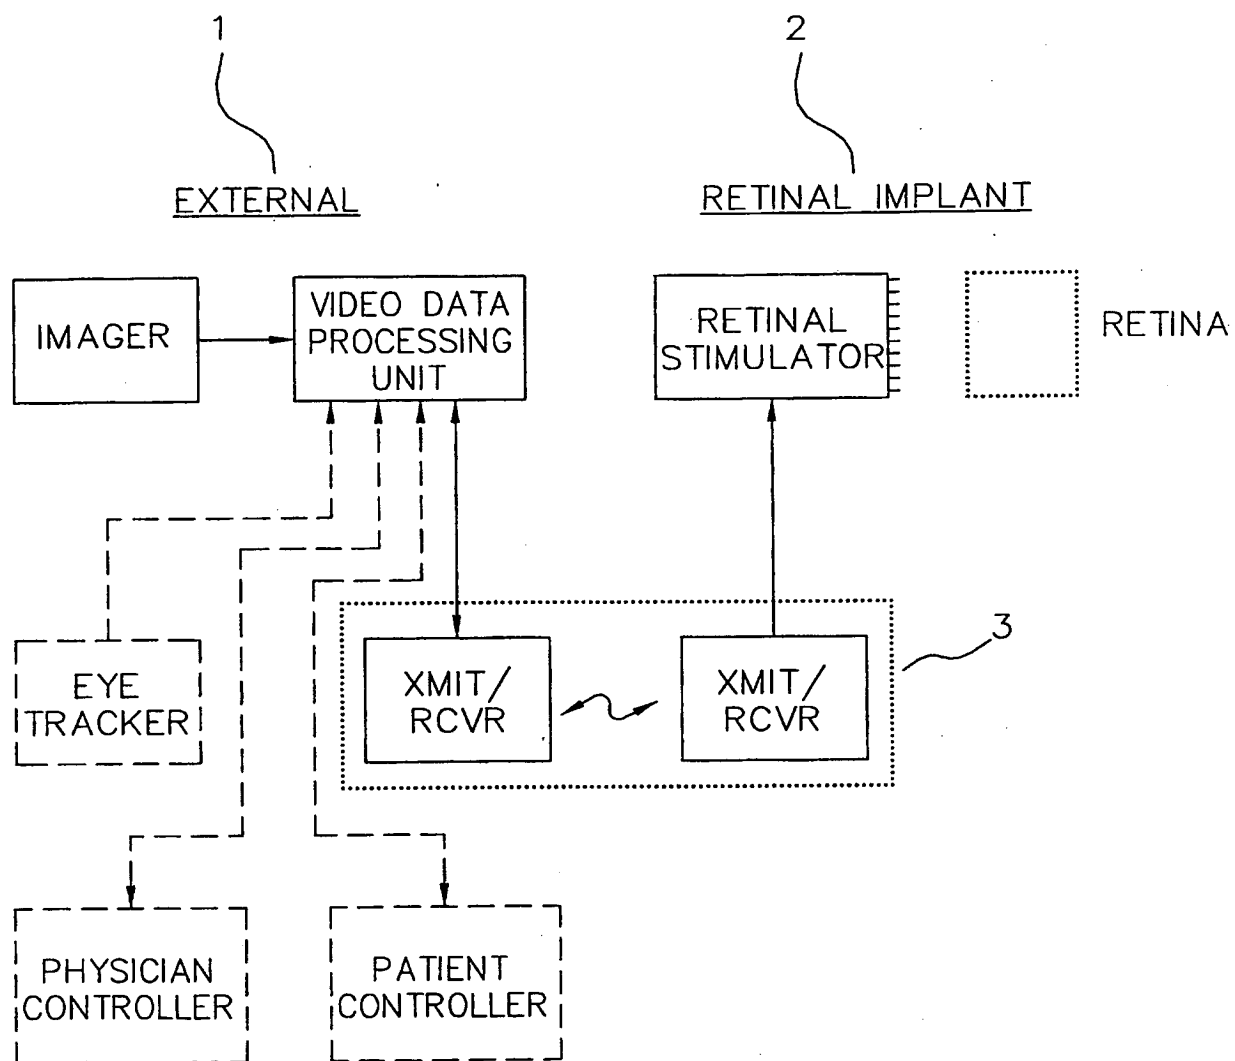 1
2
EXTERNAL
RETINAL IMPLANT
IMAGER
VIDEO DATA
PROCESSING
UNIT
RETINAL
STIMULATOR
RETINA
3
EYE
TRACKER
XMIT/
RCVR
XMIT/
RCVR
PHYSICIAN
CONTROLLER
PATIENT
CONTROLLER